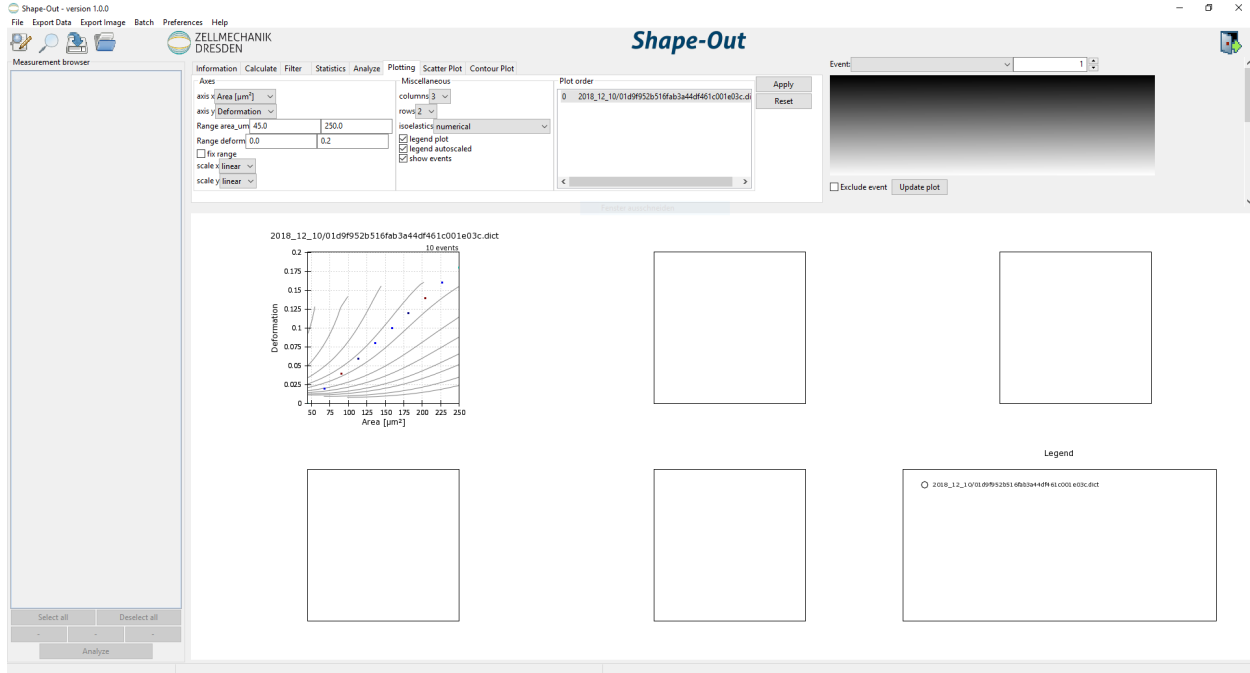 Shape-Out - version 1.0.0
File Export Data Export Image Batch Preferences Help
ZELLMECHANIK
DRESDEN
Shape-Out
Measurement browser
Information Calculate Filter Statistics Analyze Plotting Scatter Plot Contour Plot
Axes
axis x Area [µm²]
axis y Deformation
Range area_um 45.0 250.0
Range deform 0.0 0.2
fix range
scale x linear
scale y linear
Miscellaneous
columns 3
rows 2
isoelastics numerical
legend plot
legend autoscaled
show events
Plot order
0 2018_12_10/01d9f952b516fab3a44df461c001e03c.di
Apply
Reset
Event: 1
Exclude event Update plot
2018_12_10/01d9f952b516fab3a44df461c001e03c.dict
10 events
0.2
0.175
0.15
0.125
0.1
0.075
0.05
0.025
0
Deformation
50 75 100 125 150 175 200 225 250
Area [µm²]
Legend
2018_12_10/01d9f952b516fab3a44df461c001e03c.dict
Select all Deselect all
- - -
Analyze